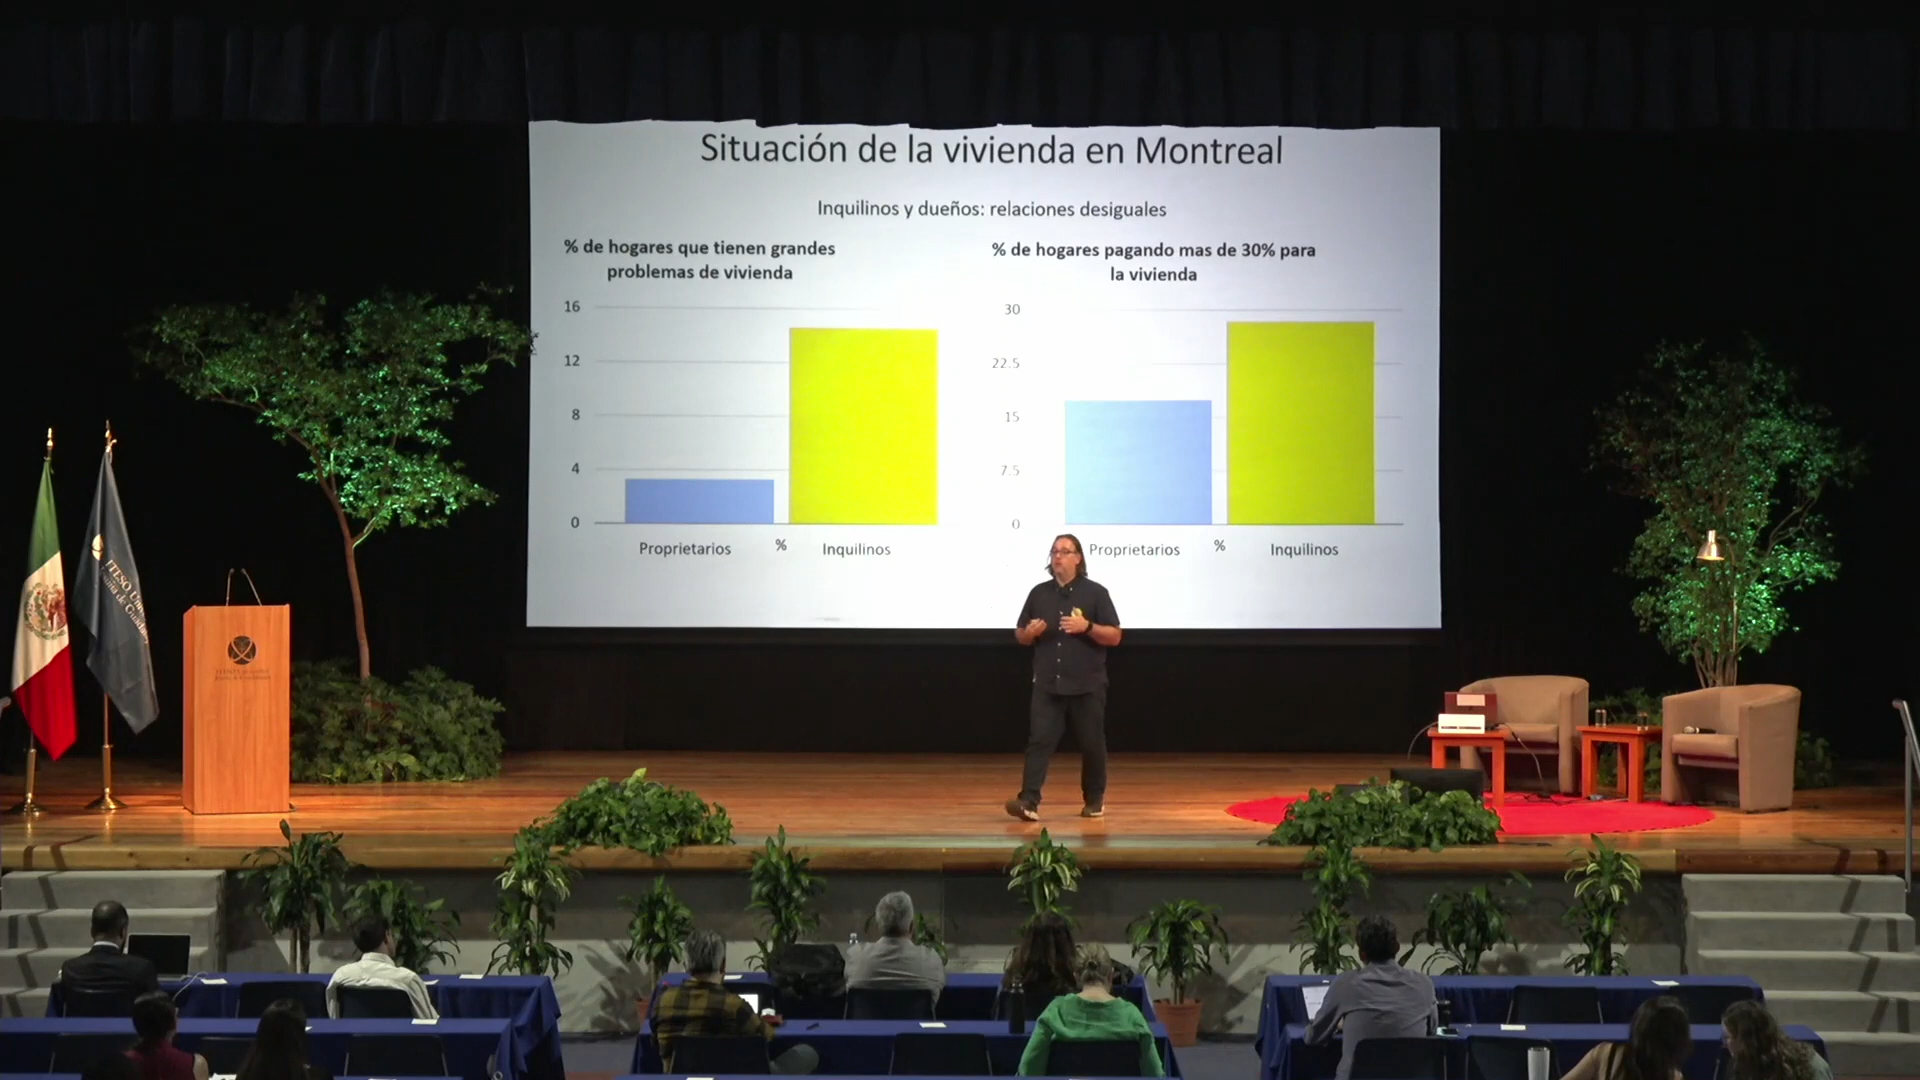 Situación de la vivienda en Montreal
Inquilinos y dueños: relaciones desiguales
% de hogares que tienen grandes
problemas de vivienda
16
12
8
4
0
Proprietarios
%
Inquilinos
% de hogares pagando mas de 30% para
la vivienda
30
22.5
15
7.5
0
Proprietarios
%
Inquilinos
ITESO, Univ